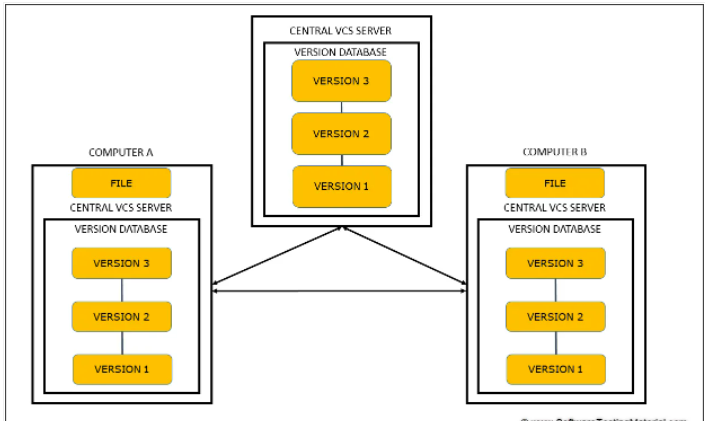 CENTRAL VCS SERVER
VERSION DATABASE
VERSION 3
VERSION 2
VERSION 1
COMPUTER A
FILE
CENTRAL VCS SERVER
VERSION DATABASE
VERSION 3
VERSION 2
VERSION 1
COMPUTER B
FILE
CENTRAL VCS SERVER
VERSION DATABASE
VERSION 3
VERSION 2
VERSION 1